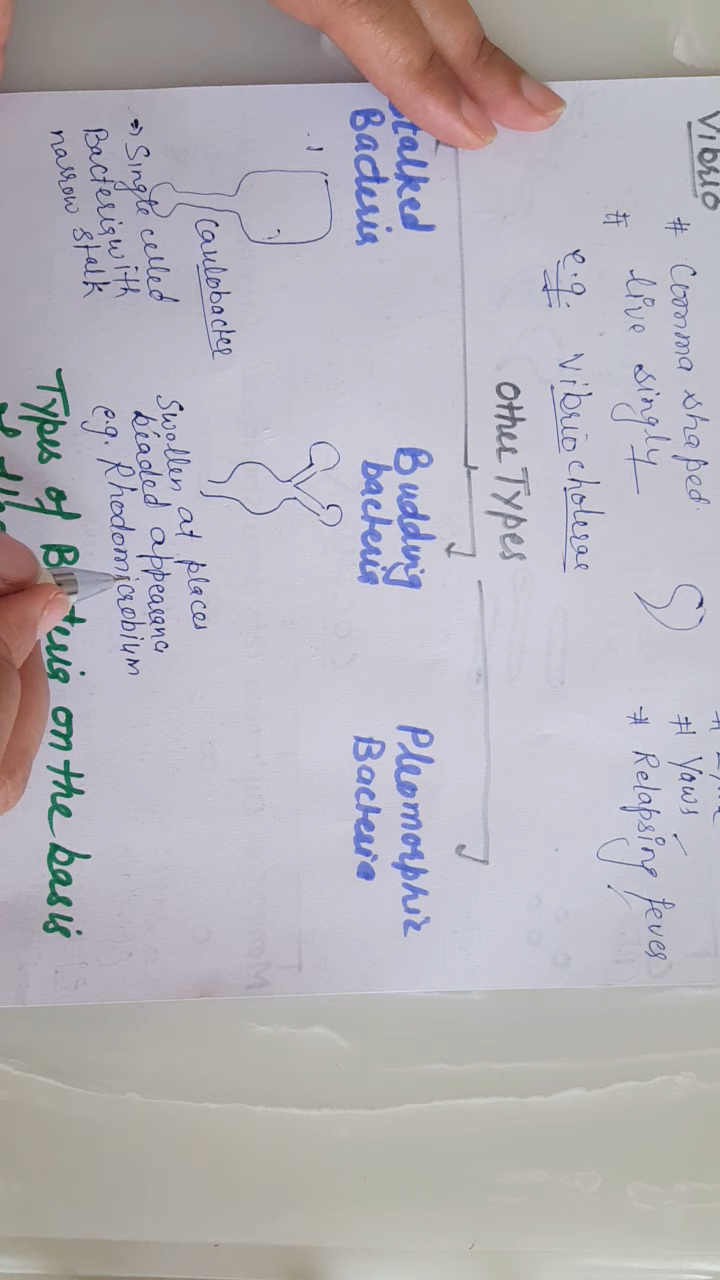 Vibrio
# Comma shaped
# live singly
e.g. Vibrio cholerae
# Yaws
# Relapsing fever
Other Types
Stalked
Bacteria
Caulobacter
⇒ Single celled
Bacteria with
narrow stalk
Budding
bacteria
Swollen at places
beaded appearance
e.g. Rhodomicrobium
Pleomorphic
Bacteria
Types of on the basis